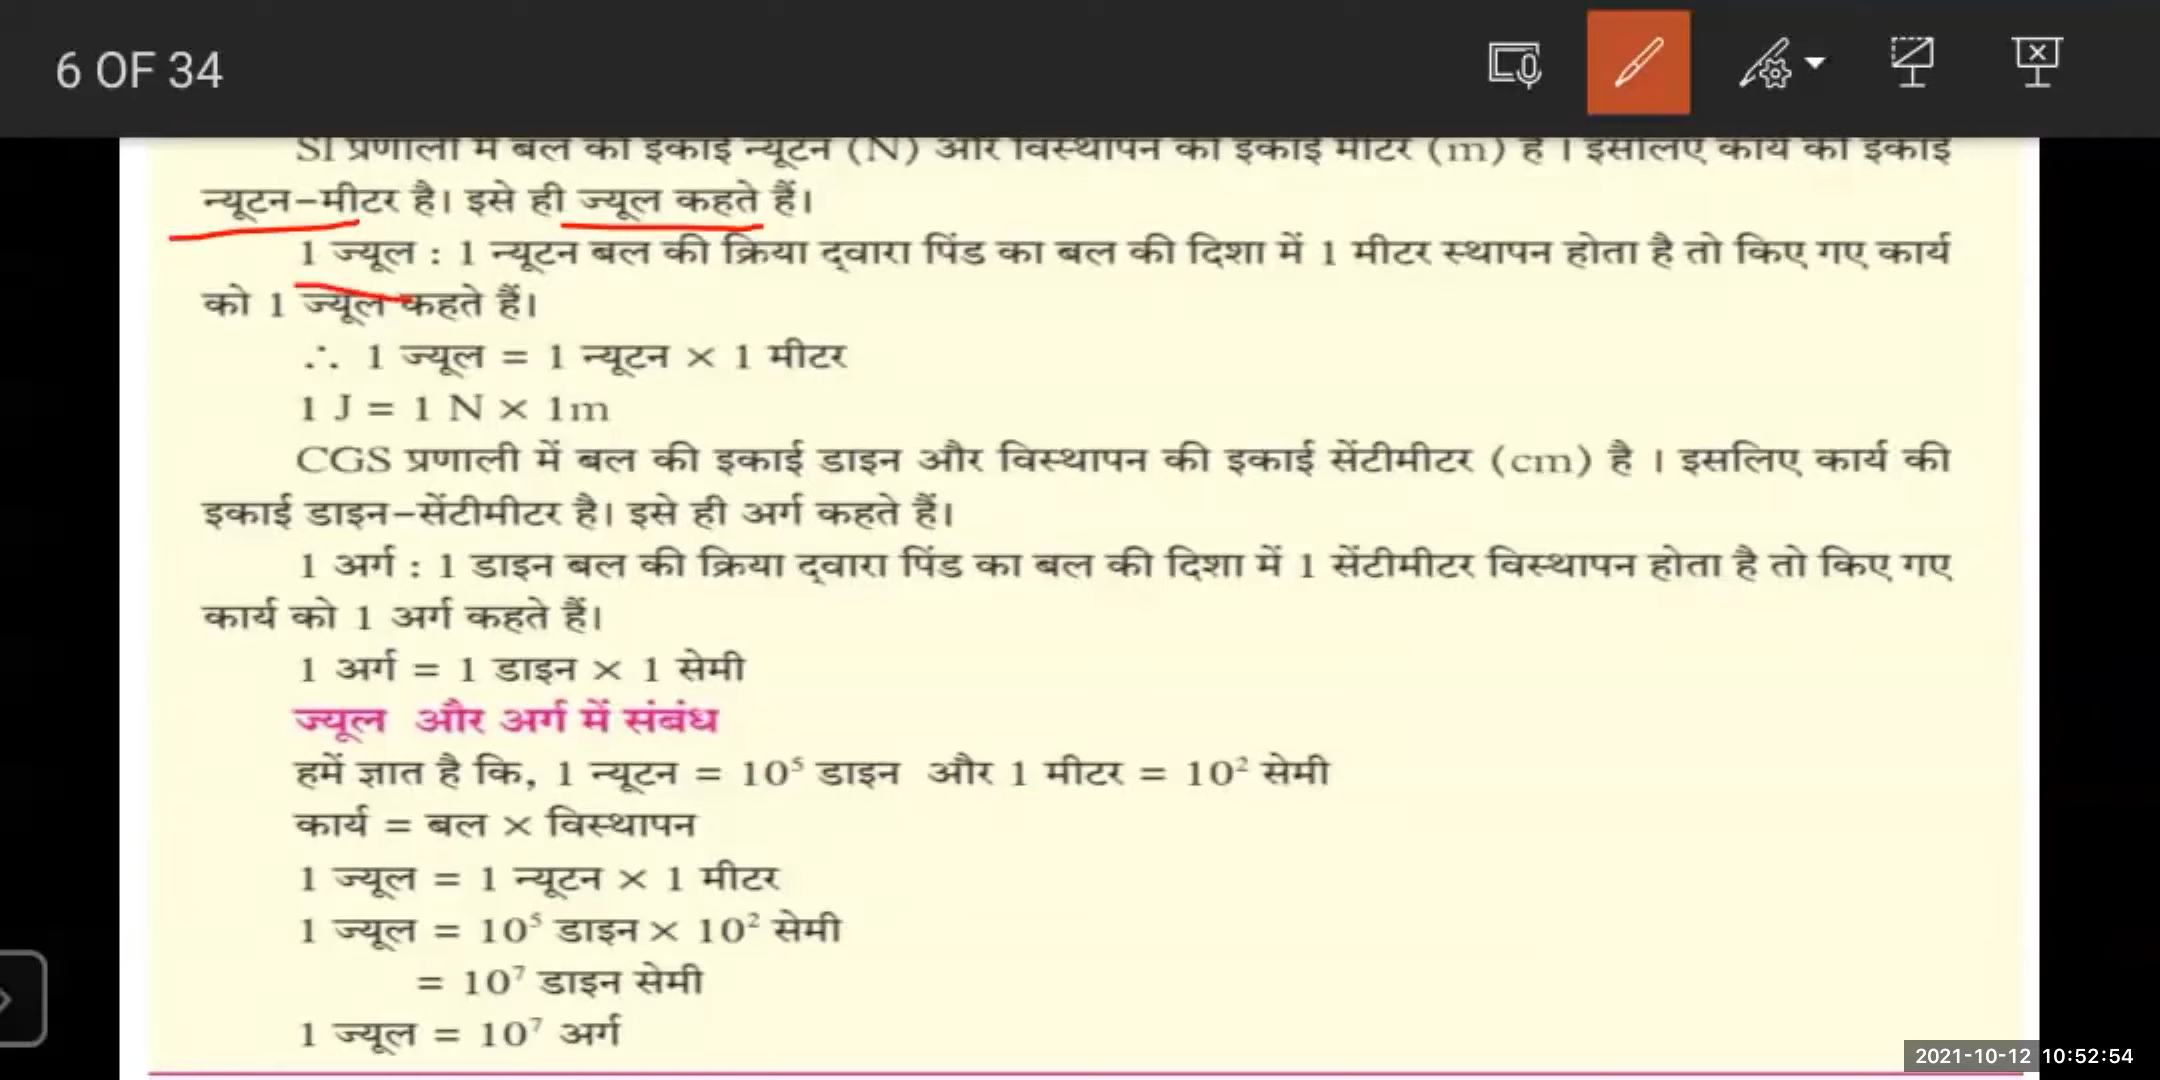 6 OF 34
SI प्रणाली में बल की इकाई न्यूटन (N) और विस्थापन की इकाई मीटर (m) है । इसलिए कार्य की इकाई
न्यूटन-मीटर है। इसे ही ज्यूल कहते हैं।
1 ज्यूल : 1 न्यूटन बल की क्रिया द्वारा पिंड का बल की दिशा में 1 मीटर स्थापन होता है तो किए गए कार्य
को 1 ज्यूल कहते हैं।
∴ 1 ज्यूल = 1 न्यूटन × 1 मीटर
1 J = 1 N × 1m
CGS प्रणाली में बल की इकाई डाइन और विस्थापन की इकाई सेंटीमीटर (cm) है । इसलिए कार्य की
इकाई डाइन-सेंटीमीटर है। इसे ही अर्ग कहते हैं।
1 अर्ग : 1 डाइन बल की क्रिया द्वारा पिंड का बल की दिशा में 1 सेंटीमीटर विस्थापन होता है तो किए गए
कार्य को 1 अर्ग कहते हैं।
1 अर्ग = 1 डाइन × 1 सेमी
ज्यूल और अर्ग में संबंध
हमें ज्ञात है कि, 1 न्यूटन = 10⁵ डाइन और 1 मीटर = 10² सेमी
कार्य = बल × विस्थापन
1 ज्यूल = 1 न्यूटन × 1 मीटर
1 ज्यूल = 10⁵ डाइन × 10² सेमी
= 10⁷ डाइन सेमी
1 ज्यूल = 10⁷ अर्ग
2021-10-12 10:52:54